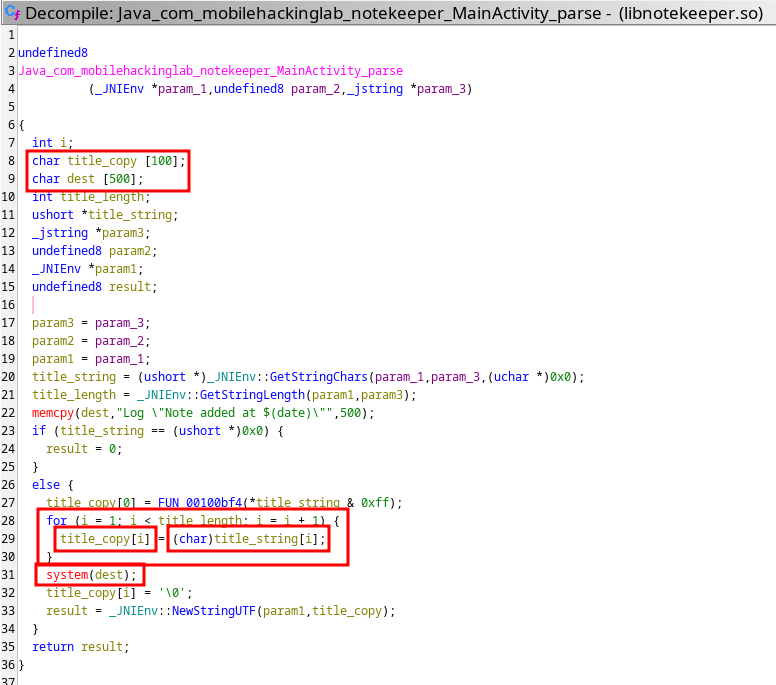 Decompile: Java_com_mobilehackinglab_notekeeper_MainActivity_parse - (libnotekeeper.so)
1
2 undefined8
3 Java_com_mobilehackinglab_notekeeper_MainActivity_parse
4 (_JNIEnv *param_1,undefined8 param_2,_jstring *param_3)
5
6 {
7 int i;
8 char title_copy [100];
9 char dest [500];
10 int title_length;
11 ushort *title_string;
12 _jstring *param3;
13 undefined8 param2;
14 _JNIEnv *param1;
15 undefined8 result;
16
17 param3 = param_3;
18 param2 = param_2;
19 param1 = param_1;
20 title_string = (ushort *)_JNIEnv::GetStringChars(param_1,param_3,(uchar *)0x0);
21 title_length = _JNIEnv::GetStringLength(param1,param3);
22 memcpy(dest,"Log \"Note added at $(date)\"",500);
23 if (title_string == (ushort *)0x0) {
24 result = 0;
25 }
26 else {
27 title_copy[0] = FUN_00100bf4(*title_string & 0xff);
28 for (i = 1; i < title_length; i = i + 1) {
29 title_copy[i] = (char)title_string[i];
30 }
31 system(dest);
32 title_copy[i] = '\0';
33 result = _JNIEnv::NewStringUTF(param1,title_copy);
34 }
35 return result;
36 }
37